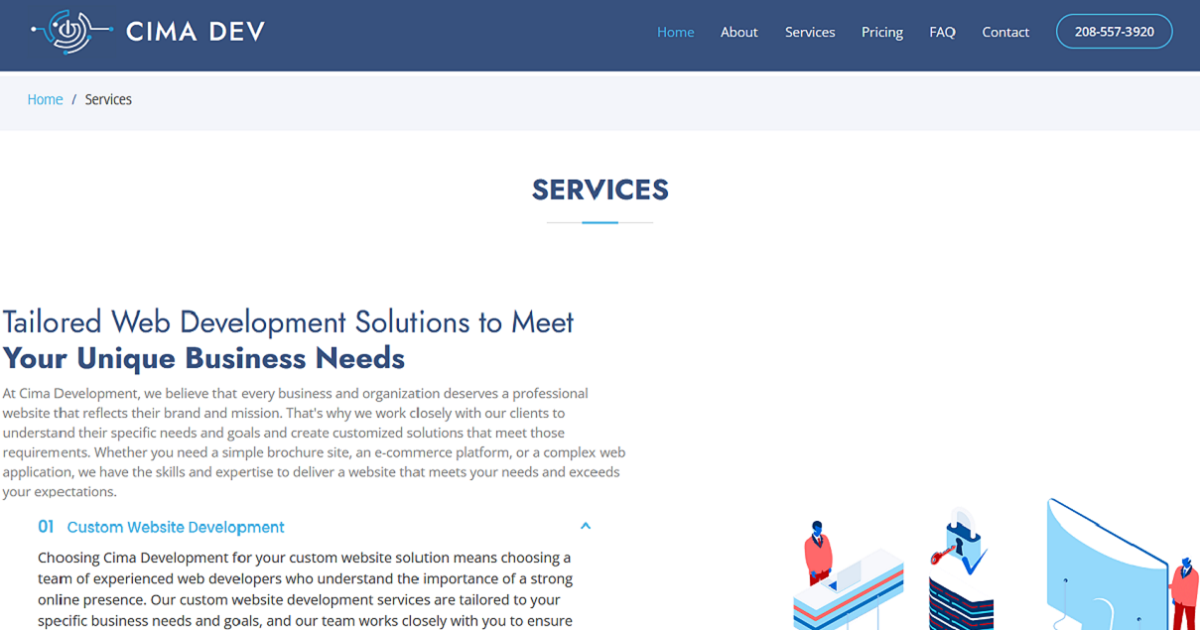 CIMA DEV
Home About Services Pricing FAQ Contact 208-557-3920
Home / Services
SERVICES
Tailored Web Development Solutions to Meet
Your Unique Business Needs
At Cima Development, we believe that every business and organization deserves a professional
website that reflects their brand and mission. That's why we work closely with our clients to
understand their specific needs and goals and create customized solutions that meet those
requirements. Whether you need a simple brochure site, an e-commerce platform, or a complex web
application, we have the skills and expertise to deliver a website that meets your needs and exceeds
your expectations.
01 Custom Website Development
Choosing Cima Development for your custom website solution means choosing a
team of experienced web developers who understand the importance of a strong
online presence. Our custom website development services are tailored to your
specific business needs and goals, and our team works closely with you to ensure